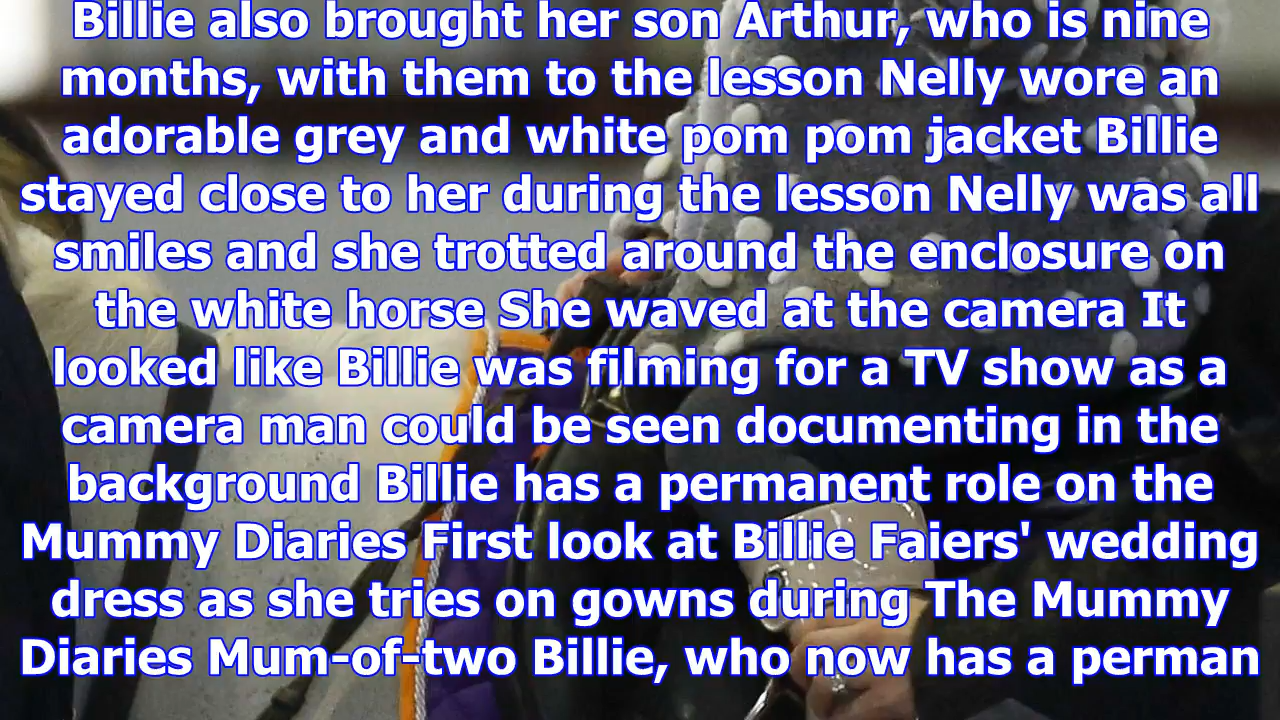 Billie also brought her son Arthur, who is nine
months, with them to the lesson Nelly wore an
adorable grey and white pom pom jacket Billie
stayed close to her during the lesson Nelly was all
smiles and she trotted around the enclosure on
the white horse She waved at the camera It
looked like Billie was filming for a TV show as a
camera man could be seen documenting in the
background Billie has a permanent role on the
Mummy Diaries First look at Billie Faiers' wedding
dress as she tries on gowns during The Mummy
Diaries Mum-of-two Billie, who now has a perman